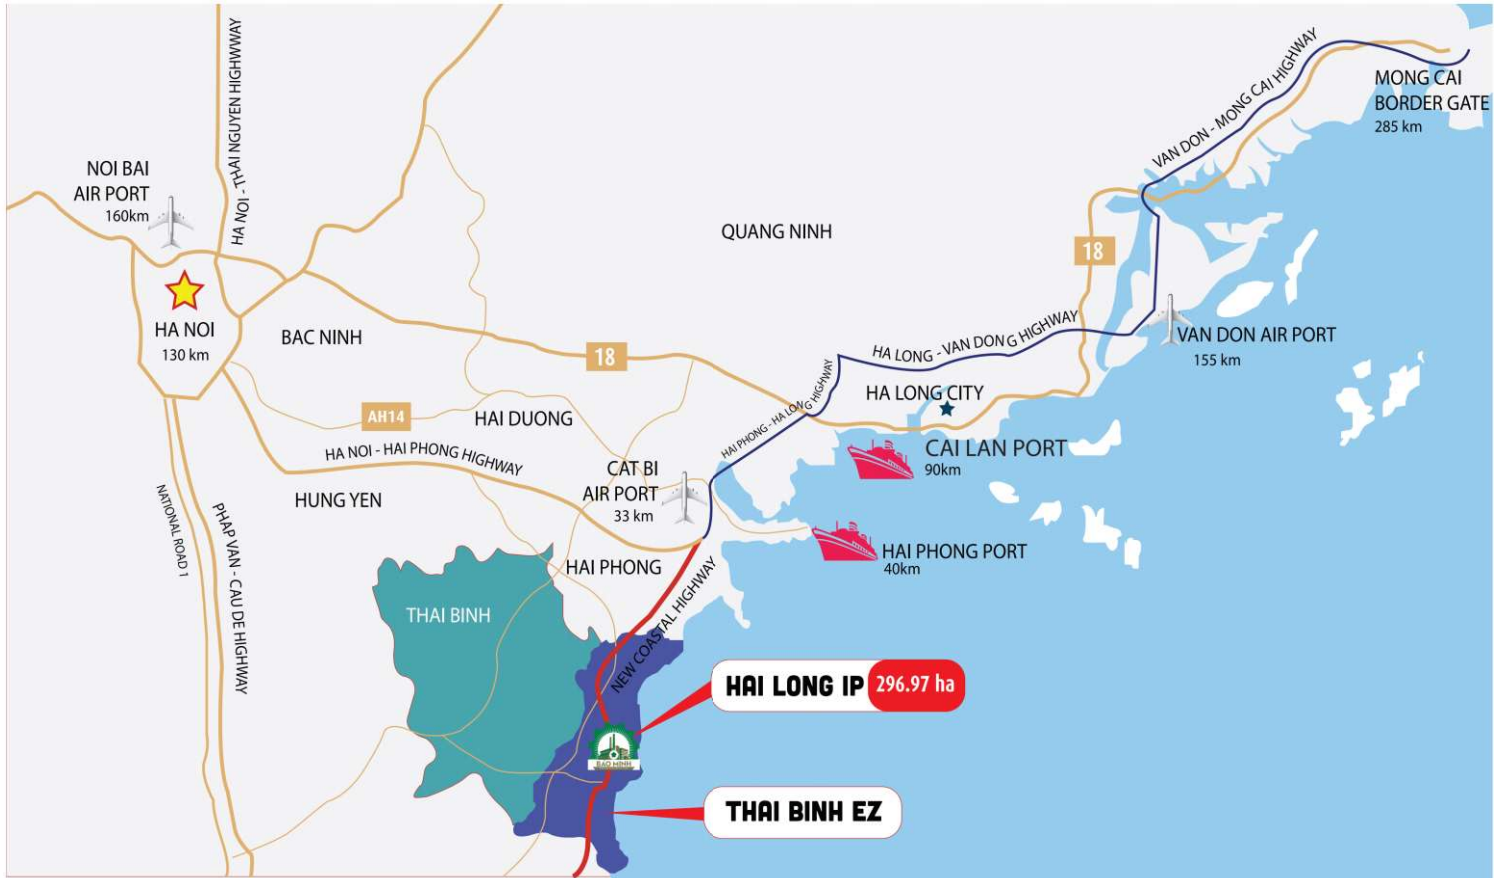 HA NOI - THAI NGUYEN HIGHWWAY
NOI BAI
AIR PORT
160km
HA NOI
130 km
BAC NINH
QUANG NINH
VAN DON - MONG CAI HIGHWAY
MONG CAI
BORDER GATE
285 km
18
18
AH14
HAI DUONG
HA NOI - HAI PHONG HIGHWAY
HUNG YEN
HAI PHONG - HA LONG HIGHWAY
HA LONG - VAN DONG HIGHWAY
VAN DON AIR PORT
155 km
HA LONG CITY
CAI LAN PORT
90km
CAT BI
AIR PORT
33 km
HAI PHONG PORT
40km
HAI PHONG
NATIONAL ROAD 1
PHAP VAN - CAU DE HIGHWAY
THAI BINH
NEW COASTAL HIGHWAY
HAI LONG IP 296.97 ha
BAO MINH
THAI BINH EZ